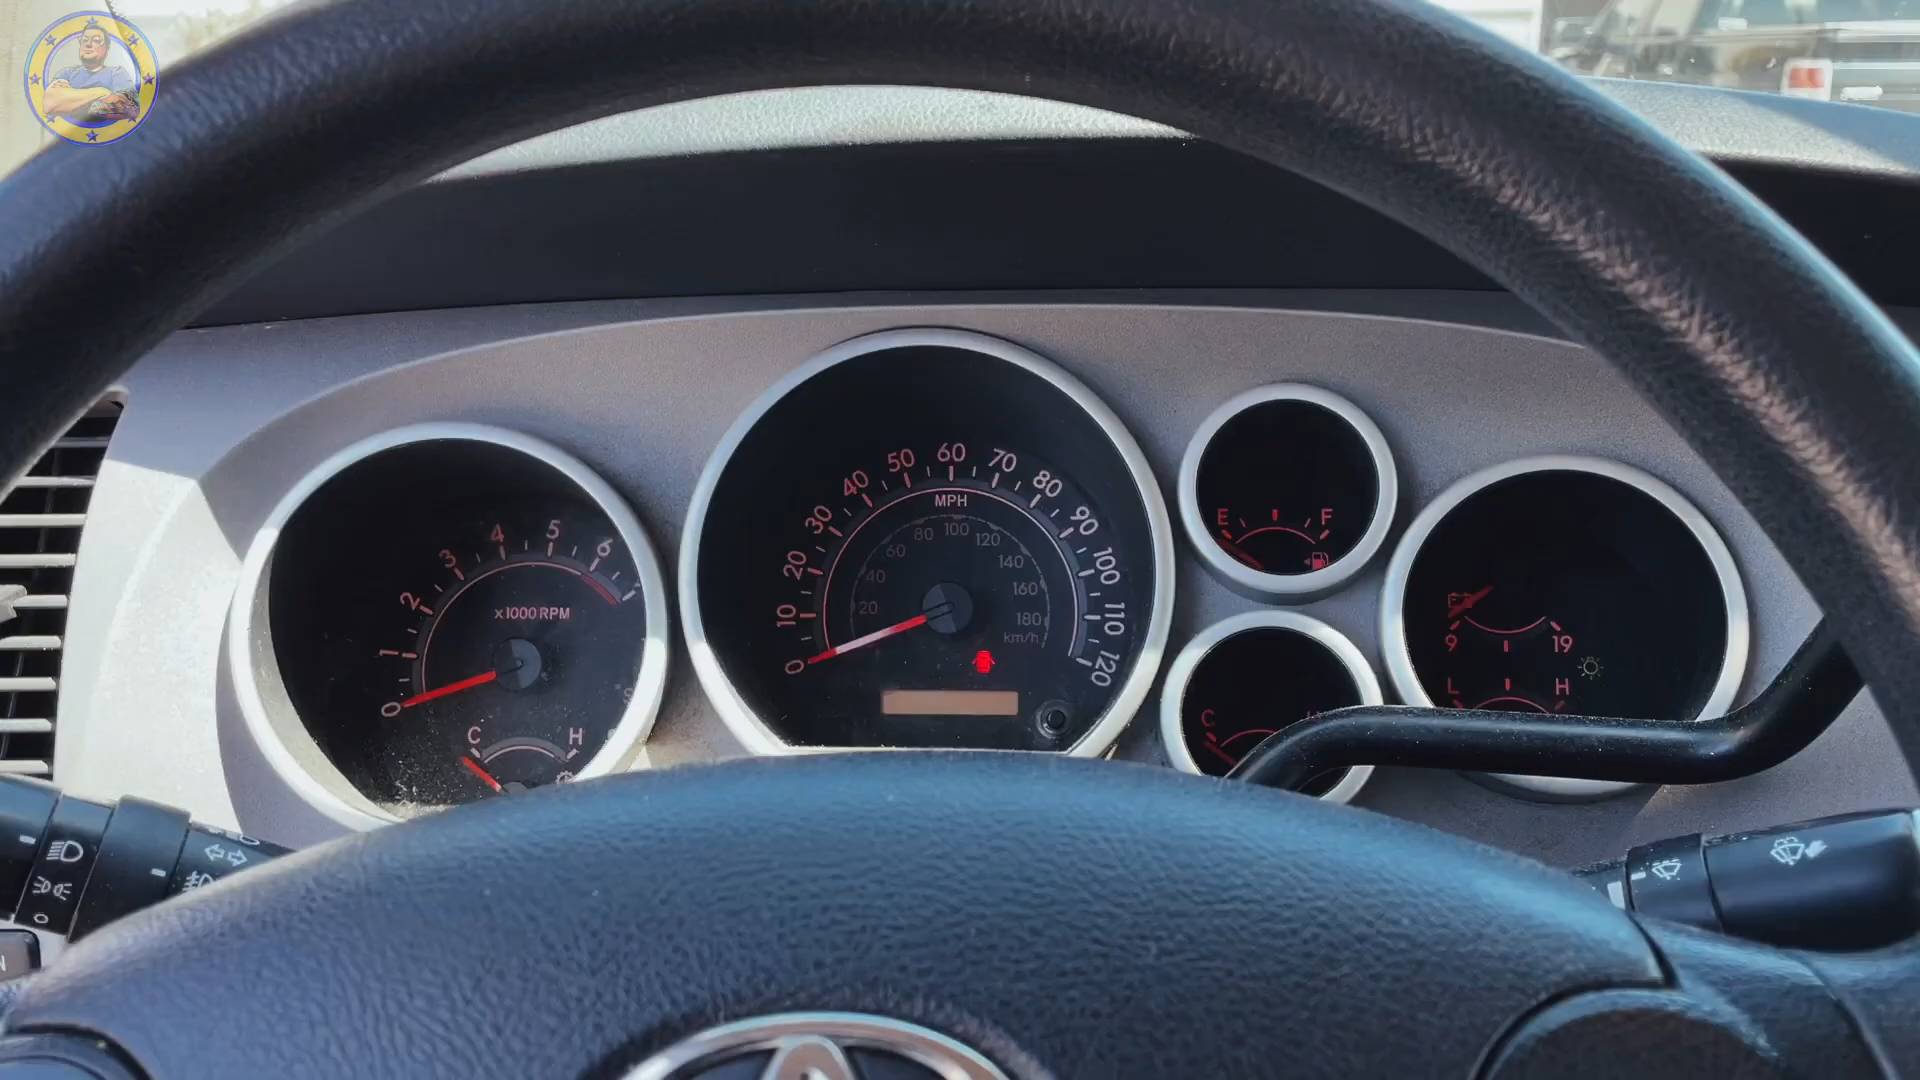 0 1 2 3 4 5 6
x1000 RPM
C H
0 10 20 30 40 50 60 70 80 90 100 110 120
MPH
20 40 60 80 100 120 140 160 180
km/h
E F
C
9 19
L H